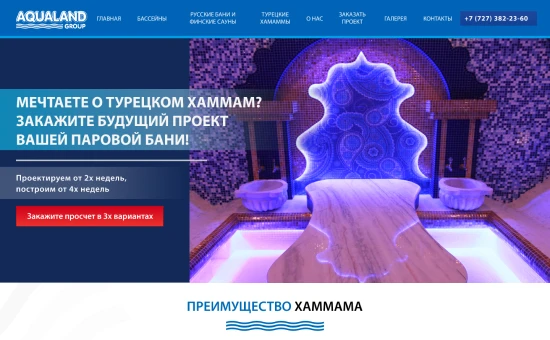 AQUALAND
GROUP
ГЛАВНАЯ
БАССЕЙНЫ
РУССКИЕ БАНИ И
ФИНСКИЕ САУНЫ
ТУРЕЦКИЕ
ХАМАММЫ
О НАС
ЗАКАЗАТЬ
ПРОЕКТ
ГАЛЕРЕЯ
КОНТАКТЫ
+7 (727) 382-23-60
МЕЧТАЕТЕ О ТУРЕЦКОМ ХАММАМ?
ЗАКАЖИТЕ БУДУЩИЙ ПРОЕКТ
ВАШЕЙ ПАРОВОЙ БАНИ!
Проектируем от 2х недель,
построим от 4х недель
Закажите просчет в 3х вариантах
ПРЕИМУЩЕСТВО ХАММАМА